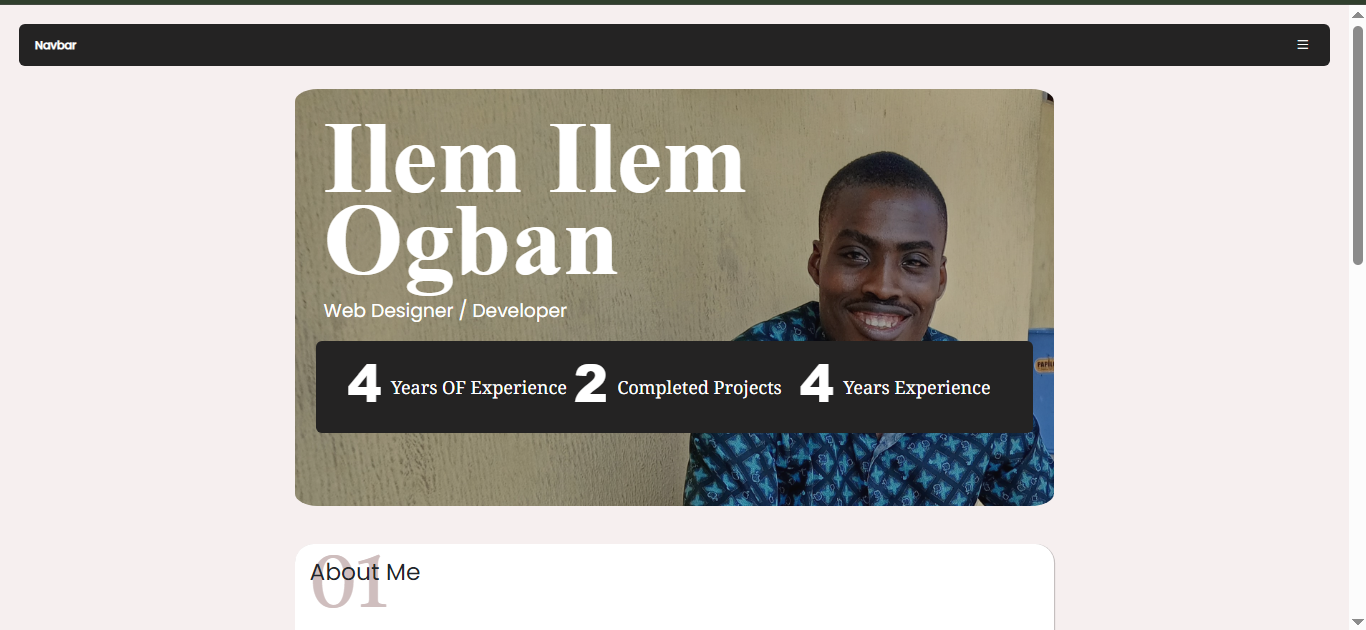 Navbar
Ilem Ilem
Ogban
Web Designer / Developer
4 Years OF Experience 2 Completed Projects 4 Years Experience
01
About Me